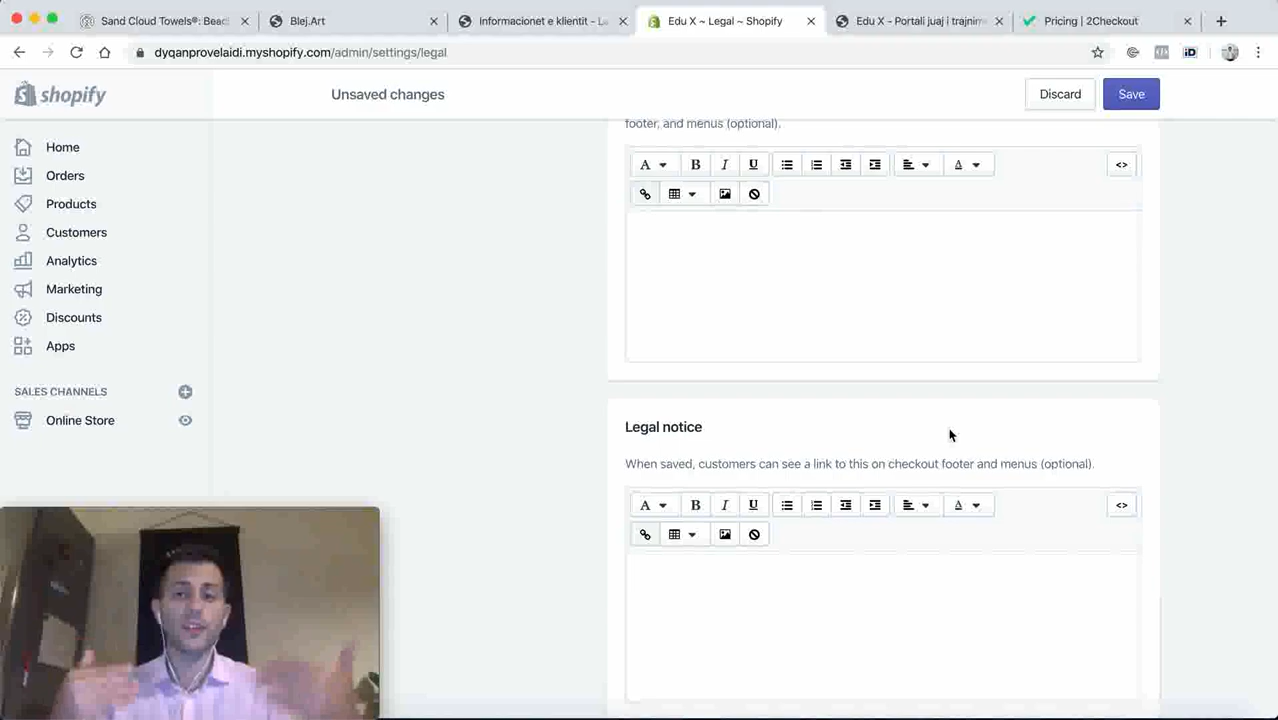 Sand Cloud Towels®: Beac
Blej.Art
Informacionet e klientit - Le
Edu X ~ Legal ~ Shopify
Edu X - Portali juaj i trajnime
Pricing | 2Checkout
dyqanprovelaidi.myshopify.com/admin/settings/legal
iD
shopify
Unsaved changes
Discard
Save
footer, and menus (optional).
Home
Orders
Products
Customers
Analytics
Marketing
Discounts
Apps
SALES CHANNELS
Online Store
A B I U A <>
Legal notice
When saved, customers can see a link to this on checkout footer and menus (optional).
A B I U A <>